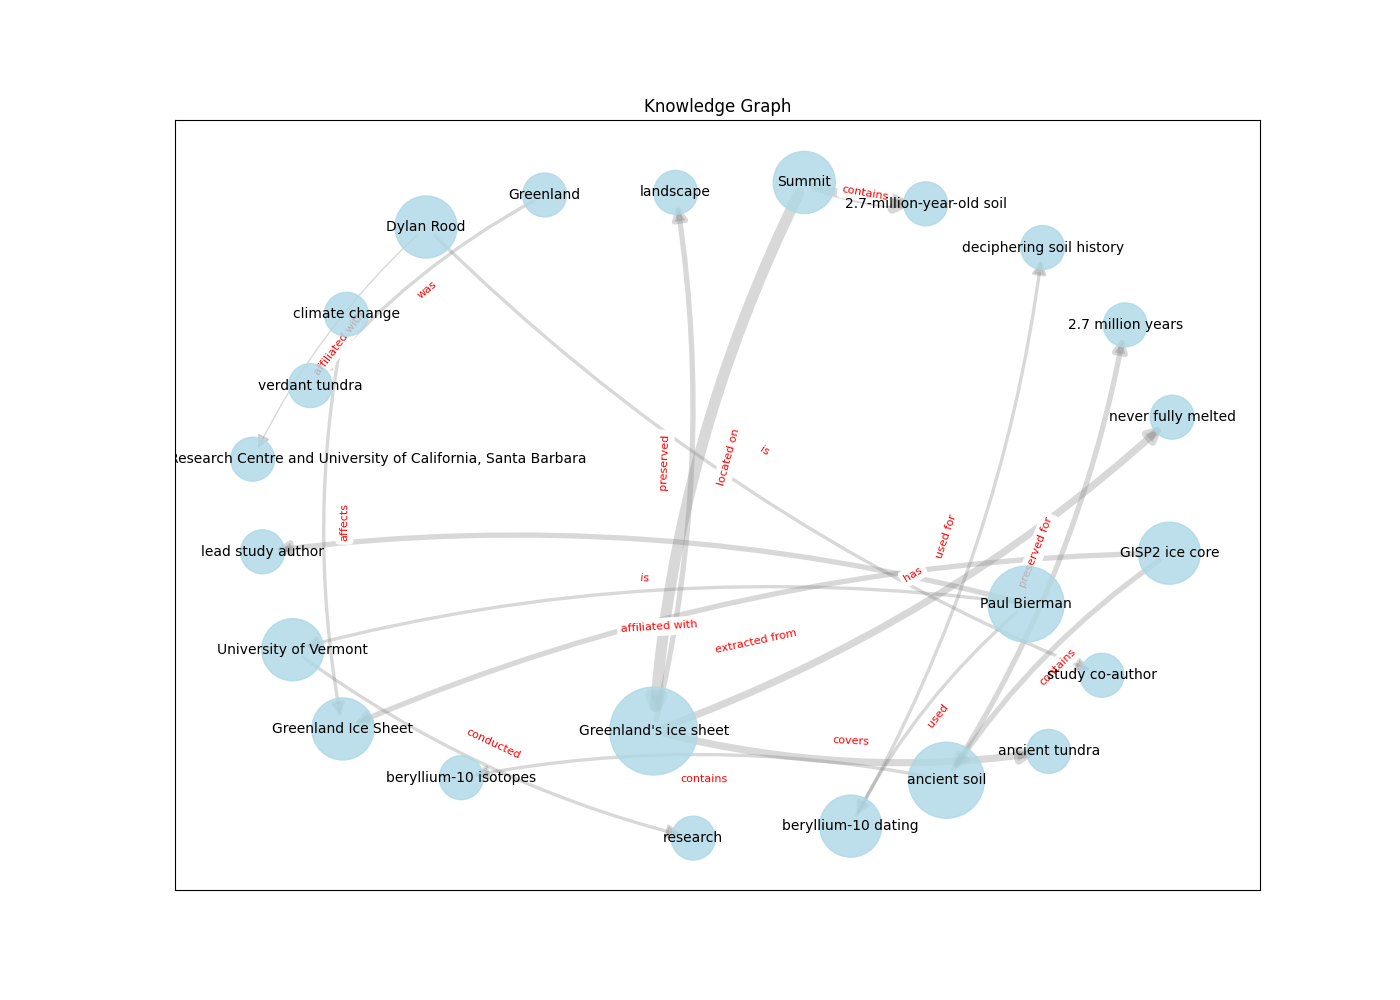 Knowledge Graph
Summit
contains
landscape
Greenland
2.7-million-year-old soil
Dylan Rood
deciphering soil history
was
climate change
2.7 million years
affiliated with
verdant tundra
never fully melted
is
located on
preserved
Research Centre and University of California, Santa Barbara
affects
used for
lead study author
preserved for
GISP2 ice core
has
is
Paul Bierman
affiliated with
extracted from
University of Vermont
contains
study co-author
used
Greenland Ice Sheet
Greenland's ice sheet
conducted
covers
ancient tundra
beryllium-10 isotopes
contains
ancient soil
beryllium-10 dating
research